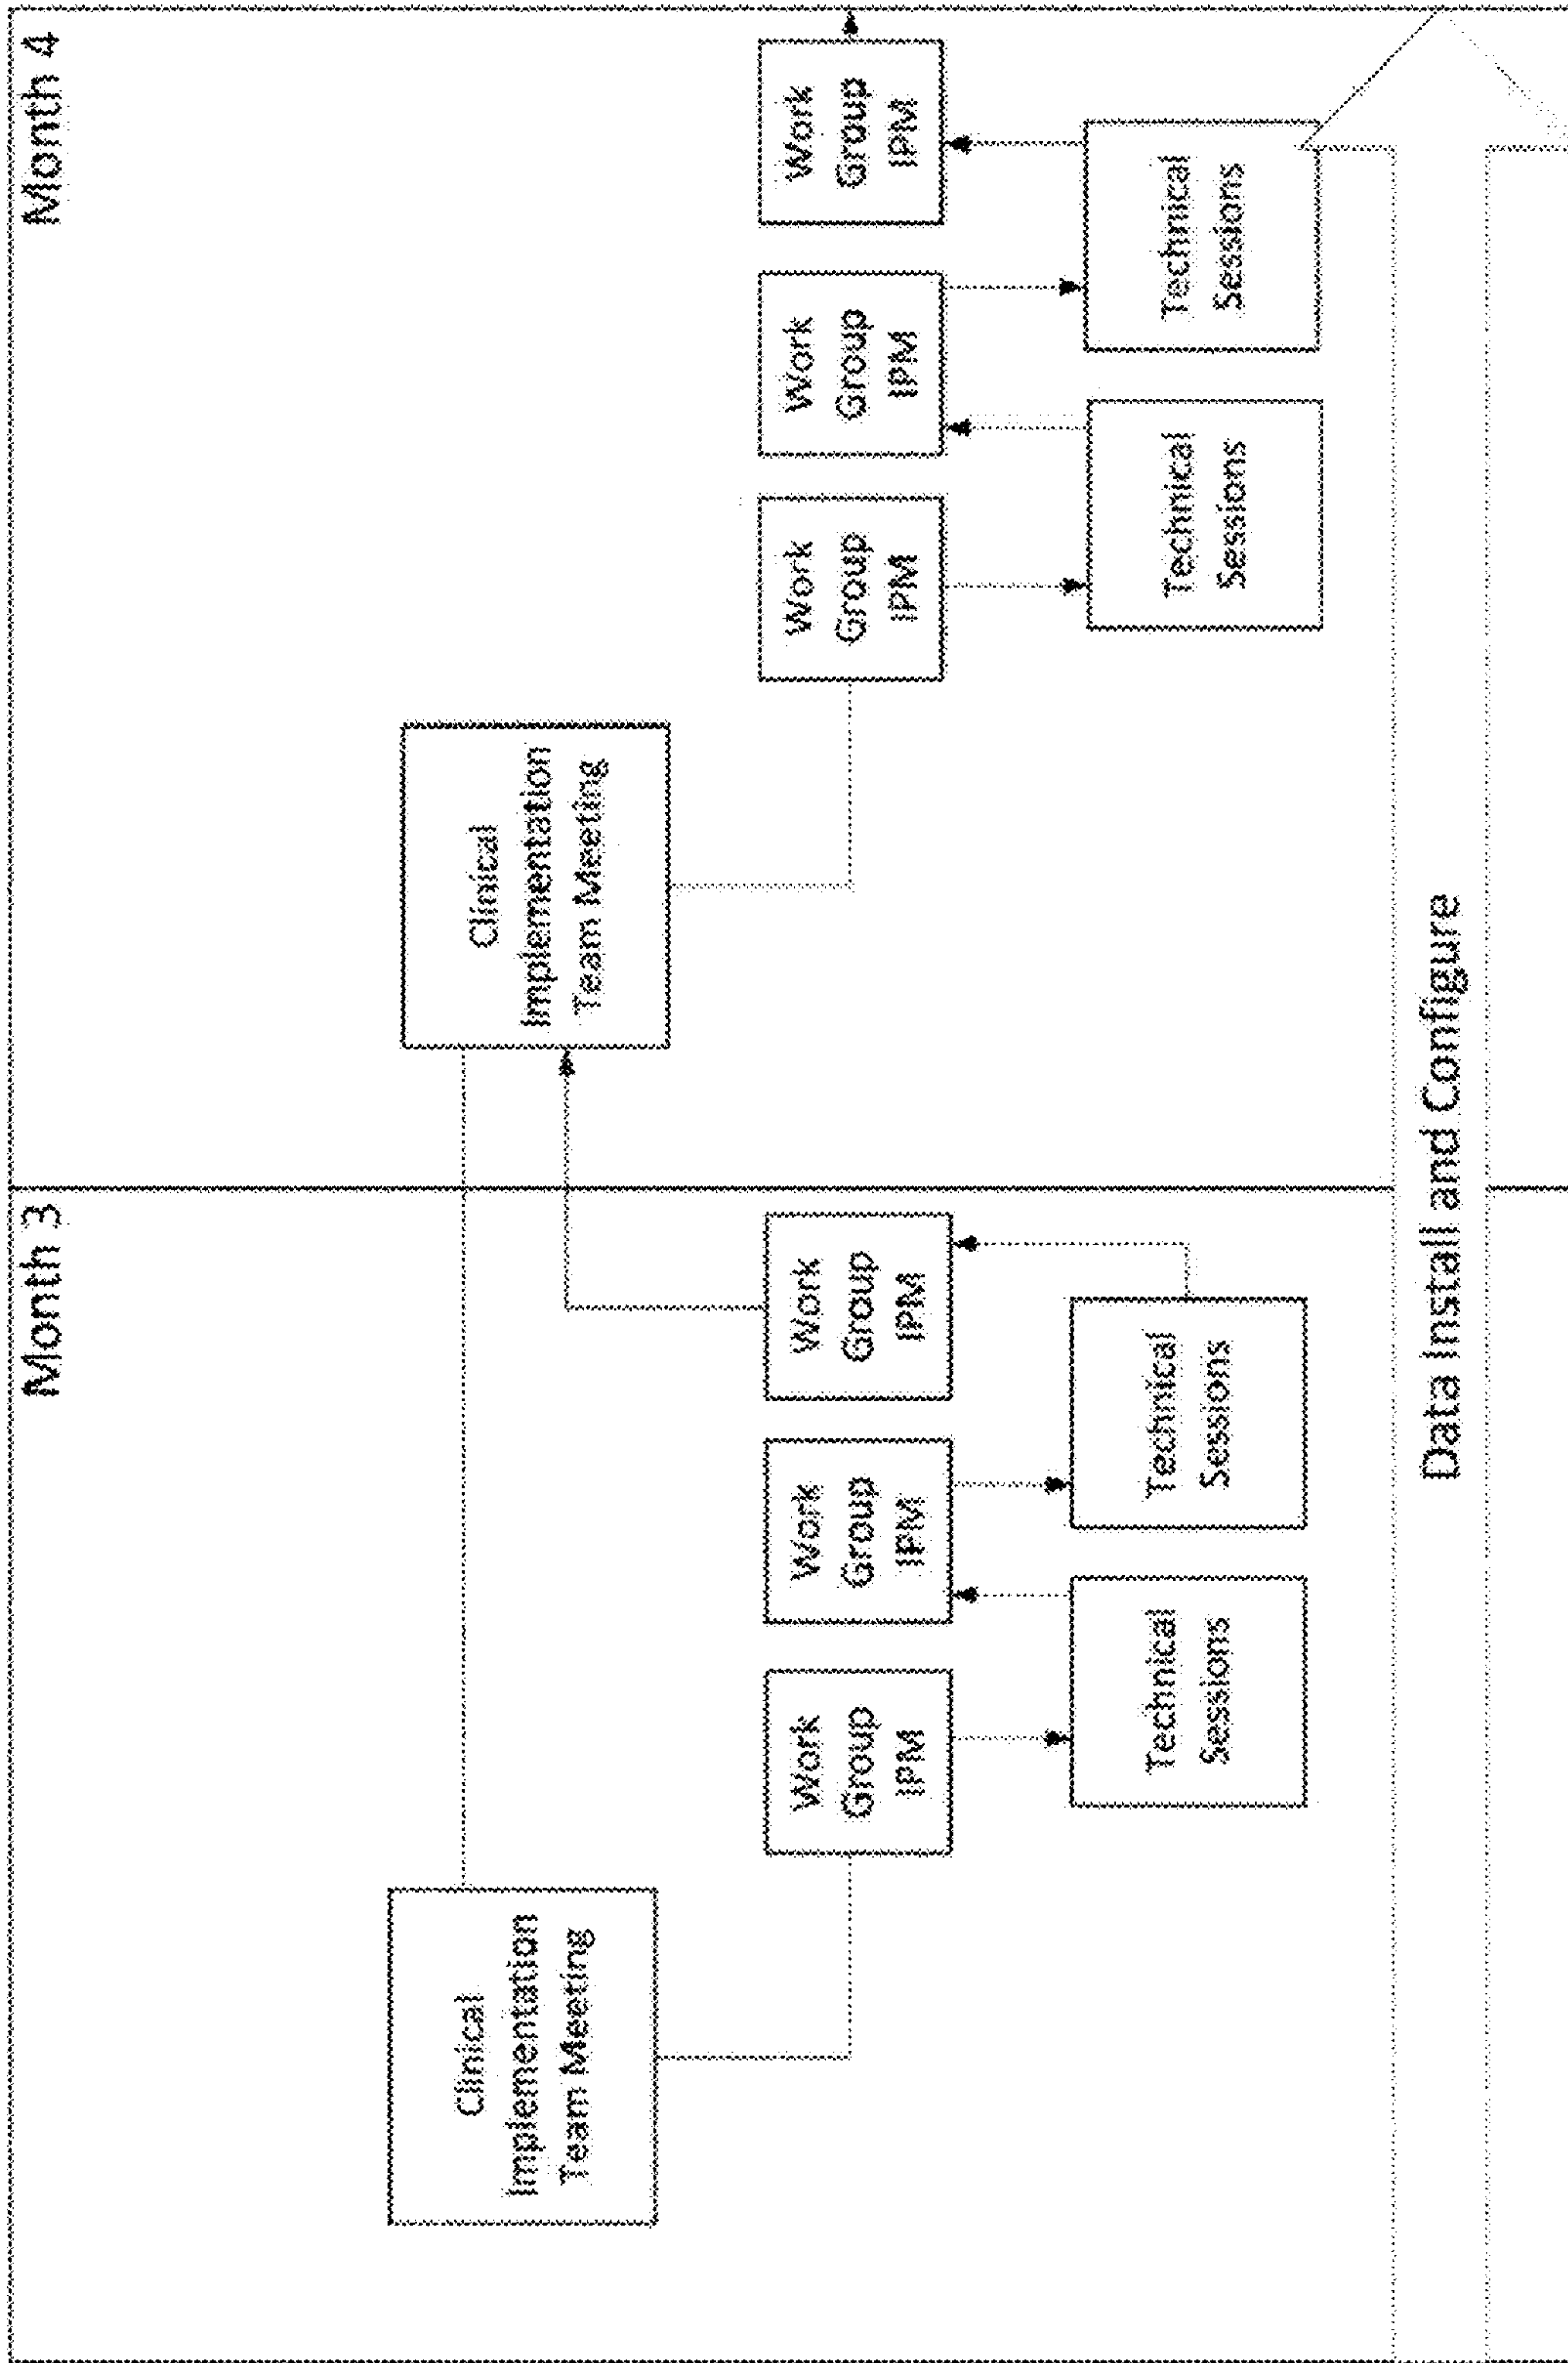 Month 3
Clinical
Implementation
Team Meeting
Work
Group
IPM
Work
Group
IPM
Work
Group
IPM
Technical
Sessions
Technical
Sessions
Month 4
Clinical
Implementation
Team Meeting
Work
Group
IPM
Work
Group
IPM
Work
Group
IPM
Technical
Sessions
Technical
Sessions
Data Install and Configure